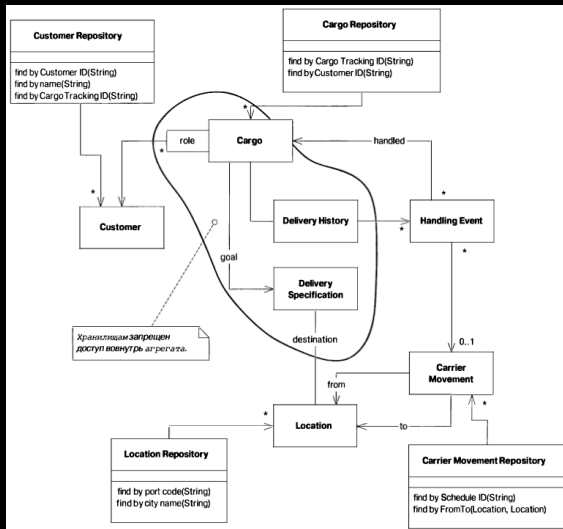 Cargo Repository
find by Cargo Tracking ID(String)
find by Customer ID(String)
Customer Repository
find by Customer ID(String)
find by name(String)
find by Cargo Tracking ID(String)
*
role
*
Cargo
handled
*
*
Customer
Delivery History
*
Handling Event
*
goal
Delivery
Specification
Хранилищам запрещен
доступ вовнутрь агрегата.
destination
0..1
Carrier
Movement
from
*
*
Location
to
Location Repository
find by port code(String)
find by city name(String)
Carrier Movement Repository
find by Schedule ID(String)
find by FromTo(Location, Location)